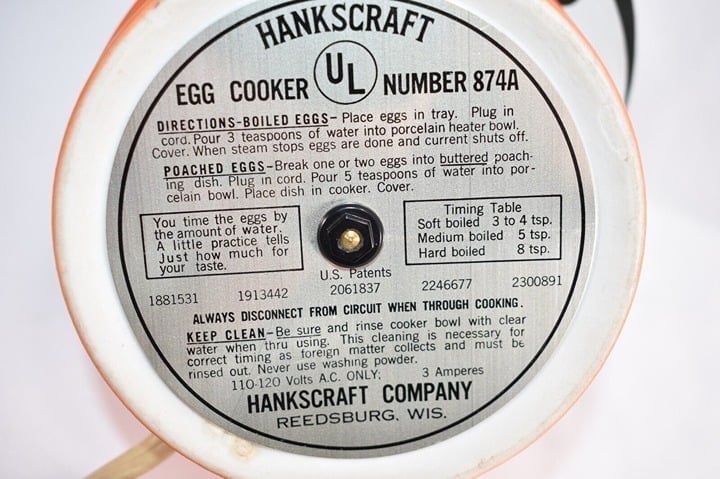 HANKSCRAFT
UL
EGG COOKER NUMBER 874A
DIRECTIONS-BOILED EGGS- Place eggs in tray. Plug in
cord. Pour 3 teaspoons of water into porcelain heater bowl.
Cover. When steam stops eggs are done and current shuts off.
POACHED EGGS-Break one or two eggs into buttered poach-
ing dish. Plug in cord. Pour 5 teaspoons of water into por-
celain bowl. Place dish in cooker. Cover.
You time the eggs by
the amount of water.
A little practice tells
Just how much for
your taste.
Timing Table
Soft boiled 3 to 4 tsp.
Medium boiled 5 tsp.
Hard boiled 8 tsp.
U.S. Patents
1881531 1913442 2061837 2246677 2300891
ALWAYS DISCONNECT FROM CIRCUIT WHEN THROUGH COOKING.
KEEP CLEAN-Be sure and rinse cooker bowl with clear
water when thru using. This cleaning is necessary for
correct timing as foreign matter collects and must be
rinsed out. Never use washing powder.
110-120 Volts A.C. ONLY; 3 Amperes
HANKSCRAFT COMPANY
REEDSBURG, WIS.